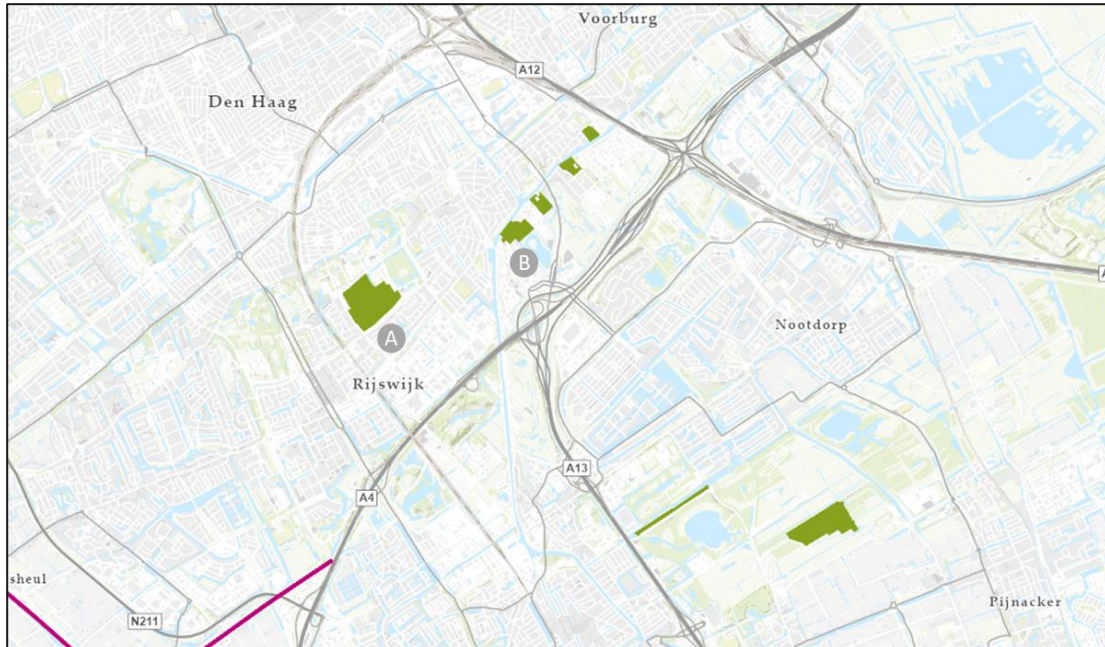 Voorburg
A12
Den Haag
B
A
Nootdorp
Rijswijk
A13
A4
sheul
N211
Pijnacker
A